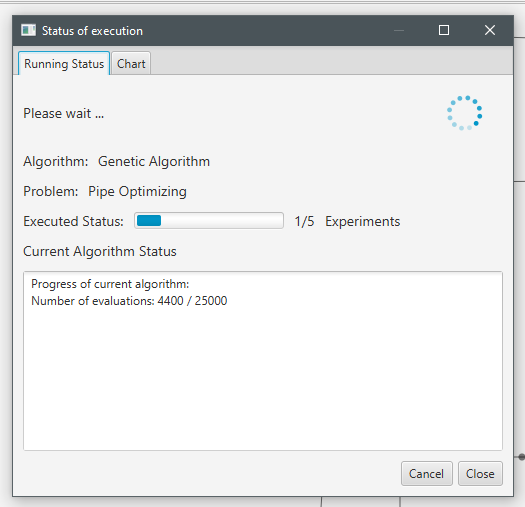 Status of execution
Running Status Chart
Please wait ...
Algorithm: Genetic Algorithm
Problem: Pipe Optimizing
Executed Status: 1/5 Experiments
Current Algorithm Status
Progress of current algorithm:
Number of evaluations: 4400 / 25000
Cancel Close